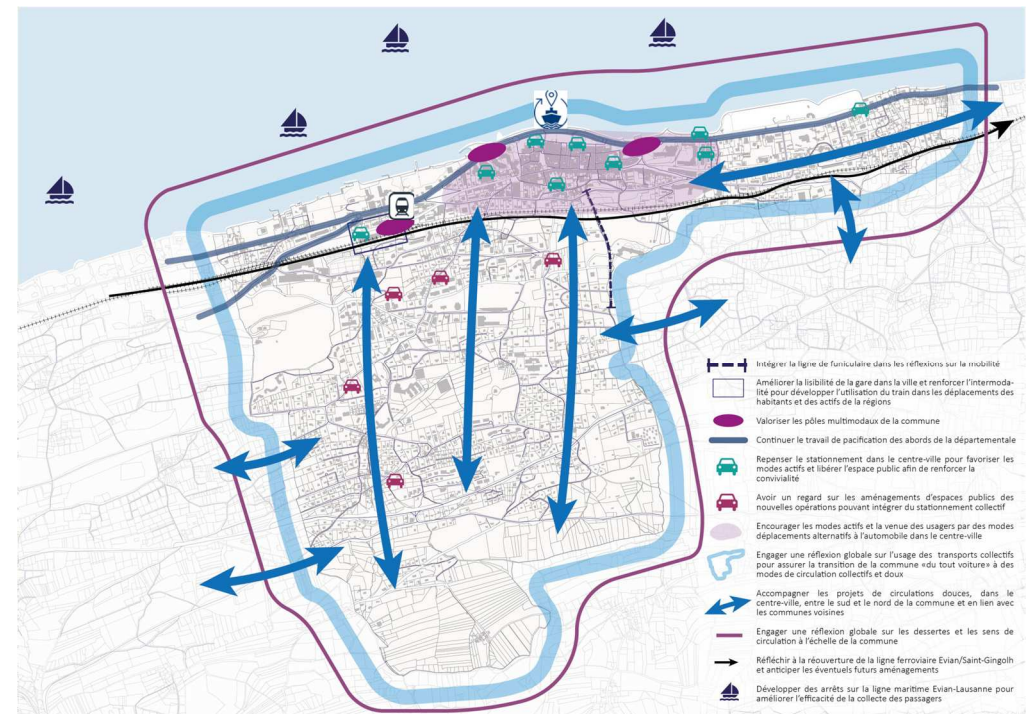 Intégrer la ligne de funiculaire dans les réflexions sur la mobilité
Améliorer la lisibilité de la gare dans la ville et renforcer l'intermoda-
lité pour développer l'utilisation du train dans les déplacements des
habitants et des actifs de la régions
Valoriser les pôles multimodaux de la commune
Continuer le travail de pacification des abords de la départementale
Repenser le stationnement dans le centre-ville pour favoriser les
modes actifs et libérer l'espace public afin de renforcer la
convivialité
Avoir un regard sur les aménagements d'espaces publics des
nouvelles opérations pouvant intégrer du stationnement collectif
Encourager les modes actifs et la venue des usagers par des modes
déplacements alternatifs à l'automobile dans le centre-ville
Engager une réflexion globale sur l'usage des transports collectifs
pour assurer la transition de la commune «du tout voiture» à des
modes de circulation collectifs et doux
Accompagner les projets de circulations douces, dans le
centre-ville, entre le sud et le nord de la commune et en lien avec
les communes voisines
Engager une réflexion globale sur les dessertes et les sens de
circulation à l'échelle de la commune
Réfléchir à la réouverture de la ligne ferroviaire Evian/Saint-Gingolh
et anticiper les éventuels futurs aménagements
Développer des arrêts sur la ligne maritime Evian-Lausanne pour
améliorer l'efficacité de la collecte des passagers